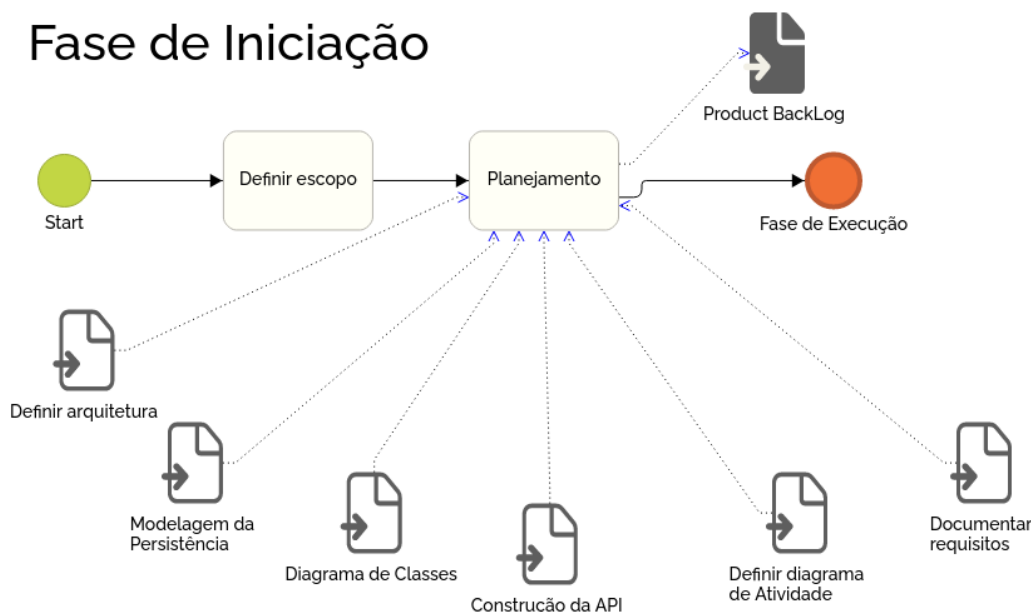 Fase de Iniciação
Product BackLog
Definir escopo
Planejamento
Start
Fase de Execução
Definir arquitetura
Modelagem da
Persistência
Diagrama de Classes
Construção da API
Definir diagrama
de Atividade
Documentar
requisitos